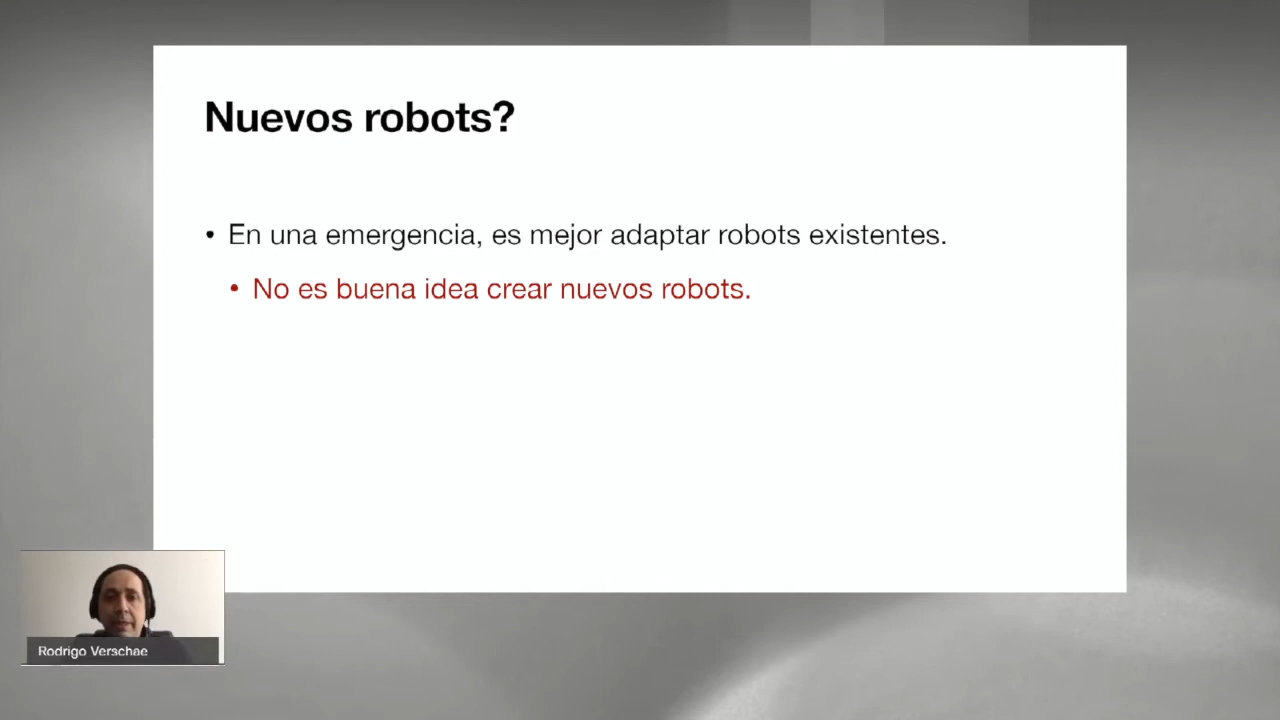 Nuevos robots?
• En una emergencia, es mejor adaptar robots existentes.
• No es buena idea crear nuevos robots.
Rodrigo Verschae